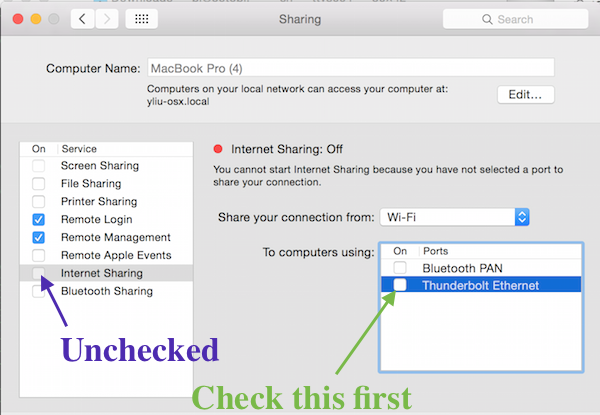 Sharing
Search
Computer Name:
MacBook Pro (4)
Computers on your local network can access your computer at:
yliu-osx.local
Edit...
On Service
Screen Sharing
File Sharing
Printer Sharing
Remote Login
Remote Management
Remote Apple Events
Internet Sharing
Bluetooth Sharing
Internet Sharing: Off
You cannot start Internet Sharing because you have not selected a port to
share your connection.
Share your connection from: Wi-Fi
To computers using:
On Ports
Bluetooth PAN
Thunderbolt Ethernet
Unchecked
Check this first